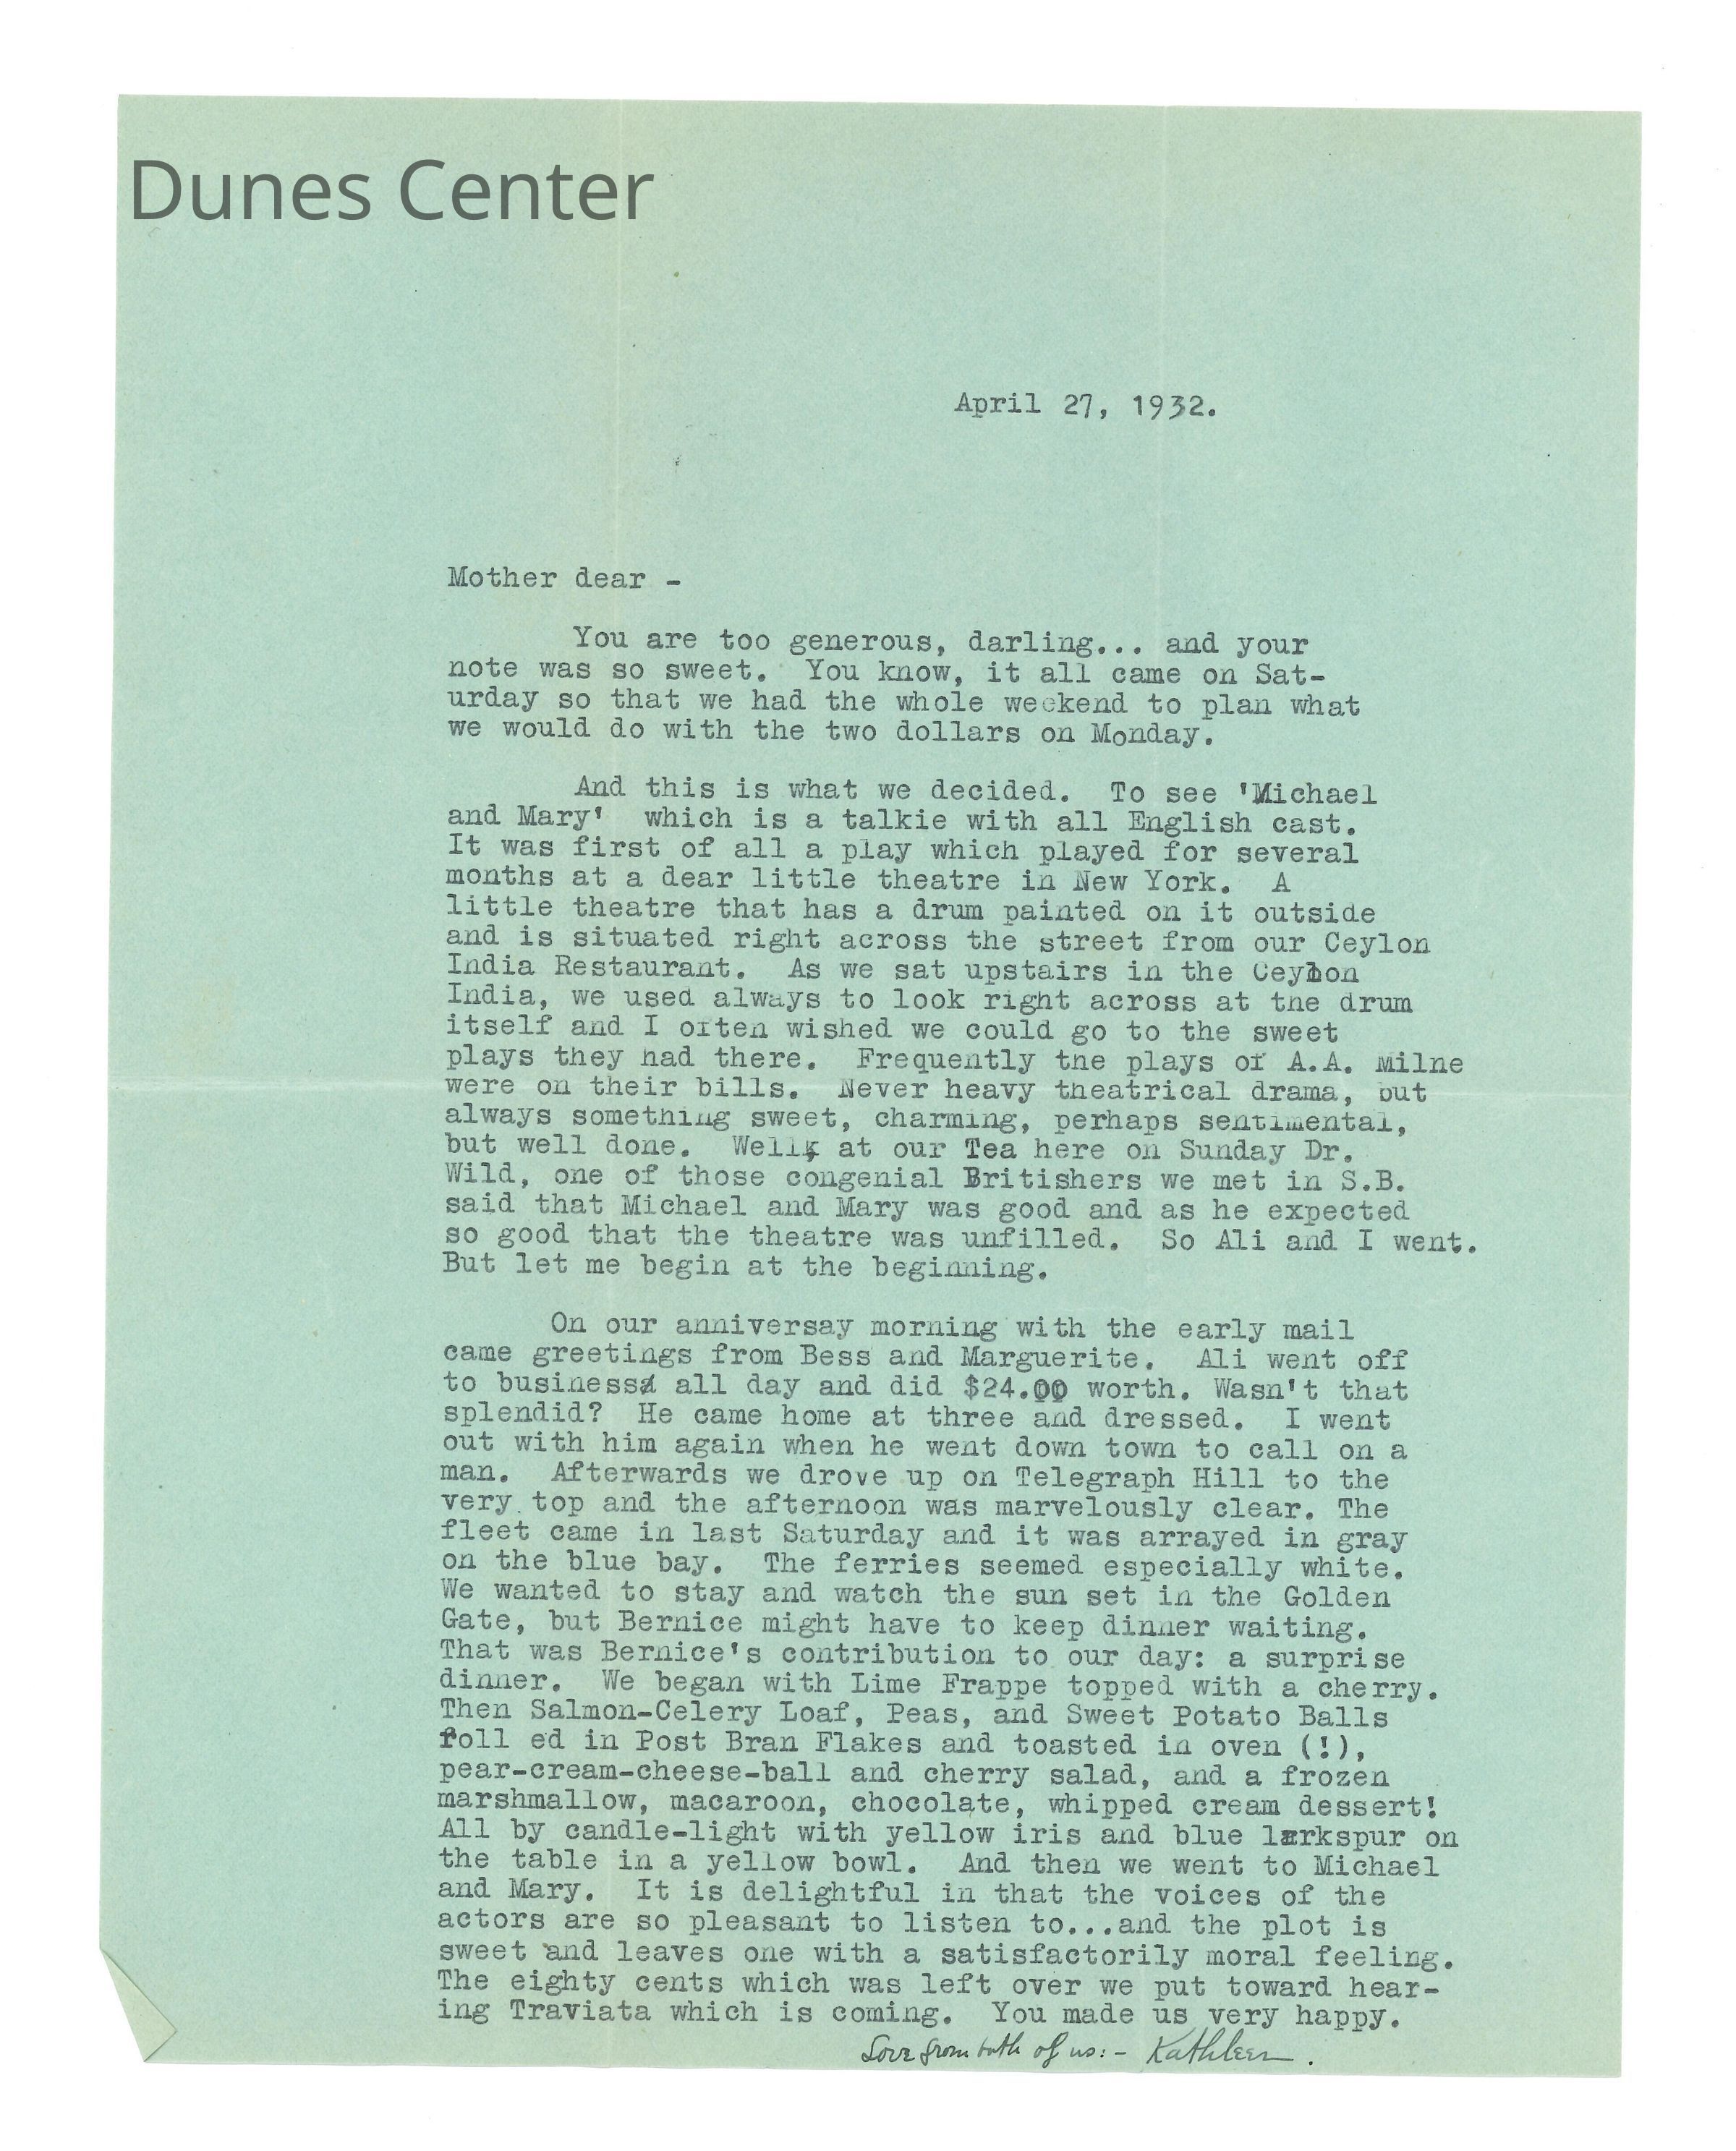 Dunes Center
April 27, 1932.
Mother dear -
You are too generous, darling... and your
note was so sweet. You know, it all came on Sat-
urday so that we had the whole weekend to plan what
we would do with the two dollars on Monday.
And this is what we decided. To see 'Michael
and Mary' which is a talkie with all English cast.
It was first of all a play which played for several
months at a dear little theatre in New York. A
little theatre that has a drum painted on it outside
and is situated right across the street from our Ceylon
India Restaurant. As we sat upstairs in the Ceylon
India, we used always to look right across at the drum
itself and I often wished we could go to the sweet
plays they had there. Frequently the plays of A.A. Milne
were on their bills. Never heavy theatrical drama, but
always something sweet, charming, perhaps sentimental,
but well done. Well, at our Tea here on Sunday Dr.
Wild, one of those congenial Britishers we met in S.B.
said that Michael and Mary was good and as he expected
so good that the theatre was unfilled. So Ali and I went.
But let me begin at the beginning.
On our anniversay morning with the early mail
came greetings from Bess and Marguerite. Ali went off
to business all day and did $24.00 worth. Wasn't that
splendid? He came home at three and dressed. I went
out with him again when he went down town to call on a
man. Afterwards we drove up on Telegraph Hill to the
very top and the afternoon was marvelously clear. The
fleet came in last Saturday and it was arrayed in gray
on the blue bay. The ferries seemed especially white.
We wanted to stay and watch the sun set in the Golden
Gate, but Bernice might have to keep dinner waiting.
That was Bernice's contribution to our day: a surprise
dinner. We began with Lime Frappe topped with a cherry.
Then Salmon-Celery Loaf, Peas, and Sweet Potato Balls
roll ed in Post Bran Flakes and toasted in oven (!),
pear-cream-cheese-ball and cherry salad, and a frozen
marshmallow, macaroon, chocolate, whipped cream dessert!
All by candle-light with yellow iris and blue larkspur on
the table in a yellow bowl. And then we went to Michael
and Mary. It is delightful in that the voices of the
actors are so pleasant to listen to...and the plot is
sweet and leaves one with a satisfactorily moral feeling.
The eighty cents which was left over we put toward hear-
ing Traviata which is coming. You made us very happy.
Love from both of us:- Kathleen.